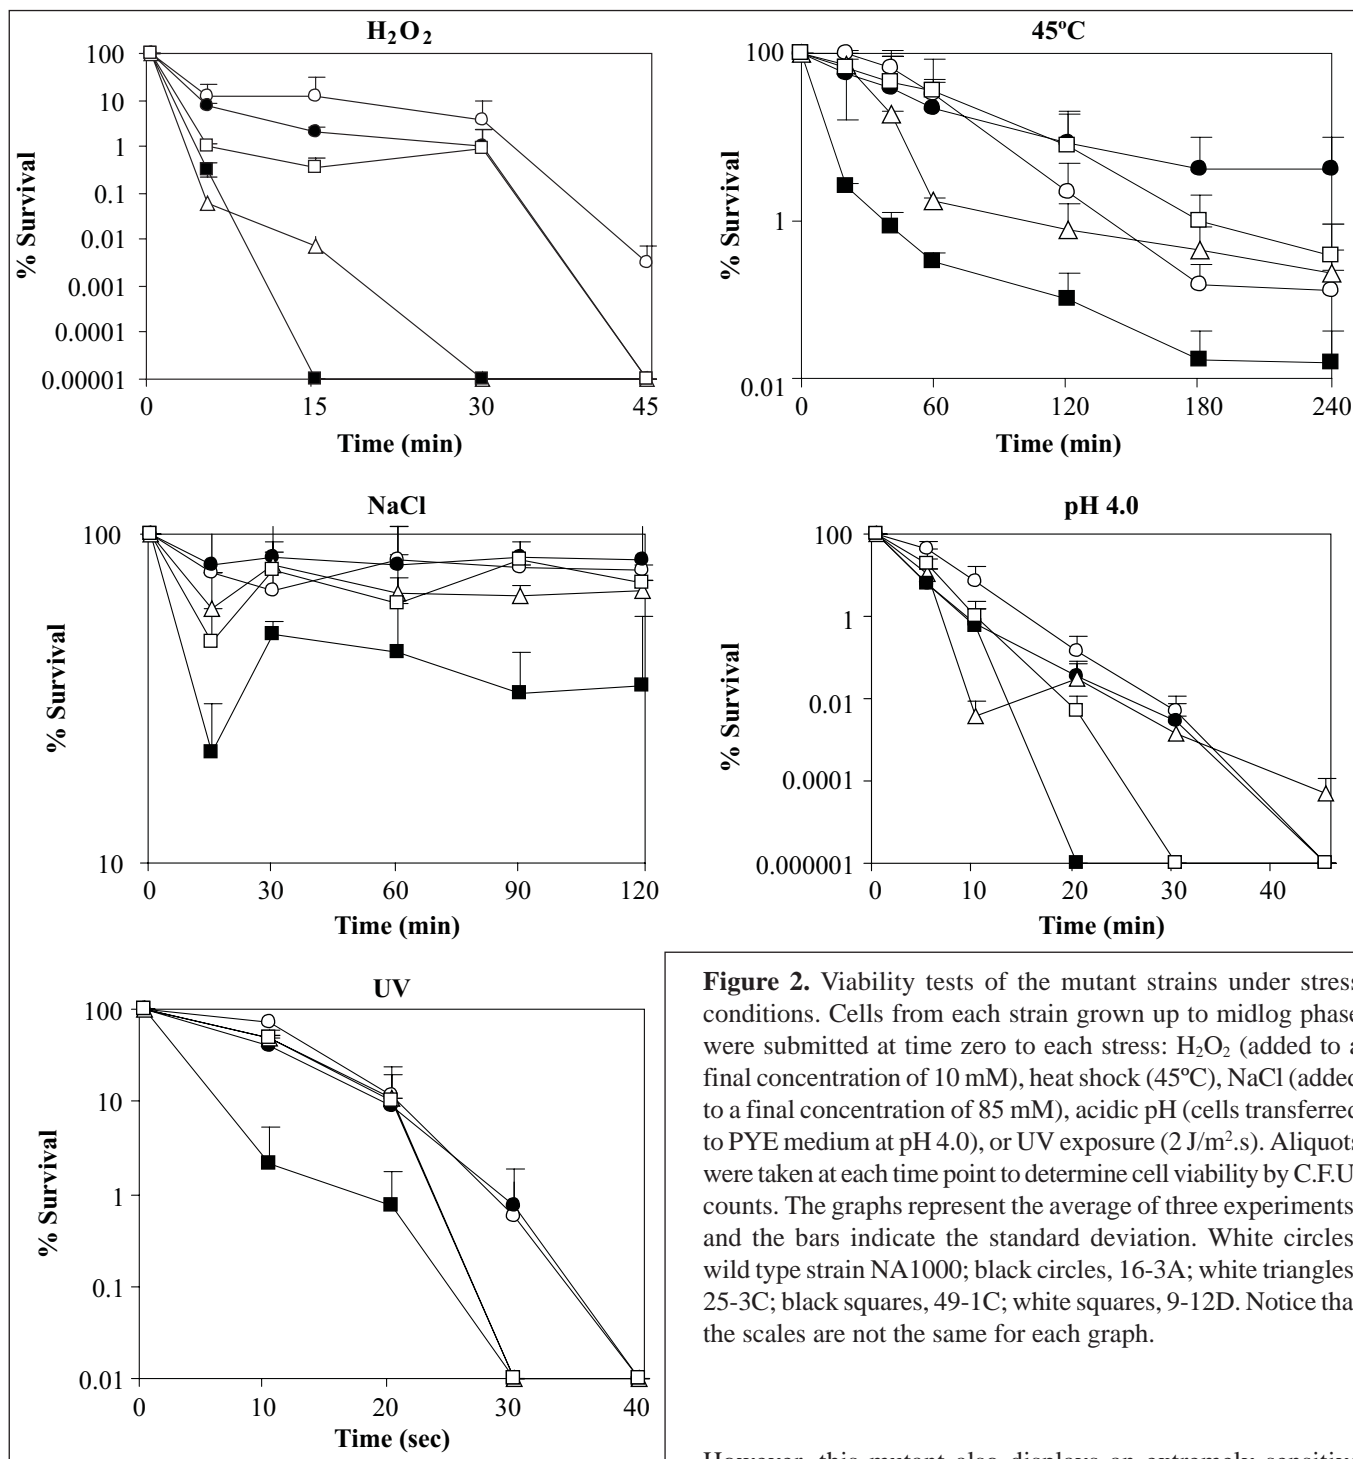 H₂O₂
% Survival
100
10
1
0.1
0.01
0.001
0.0001
0.00001
0 15 30 45
Time (min)
45ºC
% Survival
100
1
0.01
0 60 120 180 240
Time (min)
NaCl
% Survival
100
10
0 30 60 90 120
Time (min)
pH 4.0
% Survival
100
1
0.01
0.0001
0.000001
0 10 20 30 40
Time (min)
UV
% Survival
100
10
1
0.1
0.01
0 10 20 30 40
Time (sec)
Figure 2. Viability tests of the mutant strains under stress
conditions. Cells from each strain grown up to midlog phase
were submitted at time zero to each stress: H₂O₂ (added to a
final concentration of 10 mM), heat shock (45ºC), NaCl (added
to a final concentration of 85 mM), acidic pH (cells transferred
to PYE medium at pH 4.0), or UV exposure (2 J/m².s). Aliquots
were taken at each time point to determine cell viability by C.F.U
counts. The graphs represent the average of three experiments
and the bars indicate the standard deviation. White circles
wild type strain NA1000; black circles, 16-3A; white triangles
25-3C; black squares, 49-1C; white squares, 9-12D. Notice tha
the scales are not the same for each graph.
However, this mutant also displays an extremely sensitive